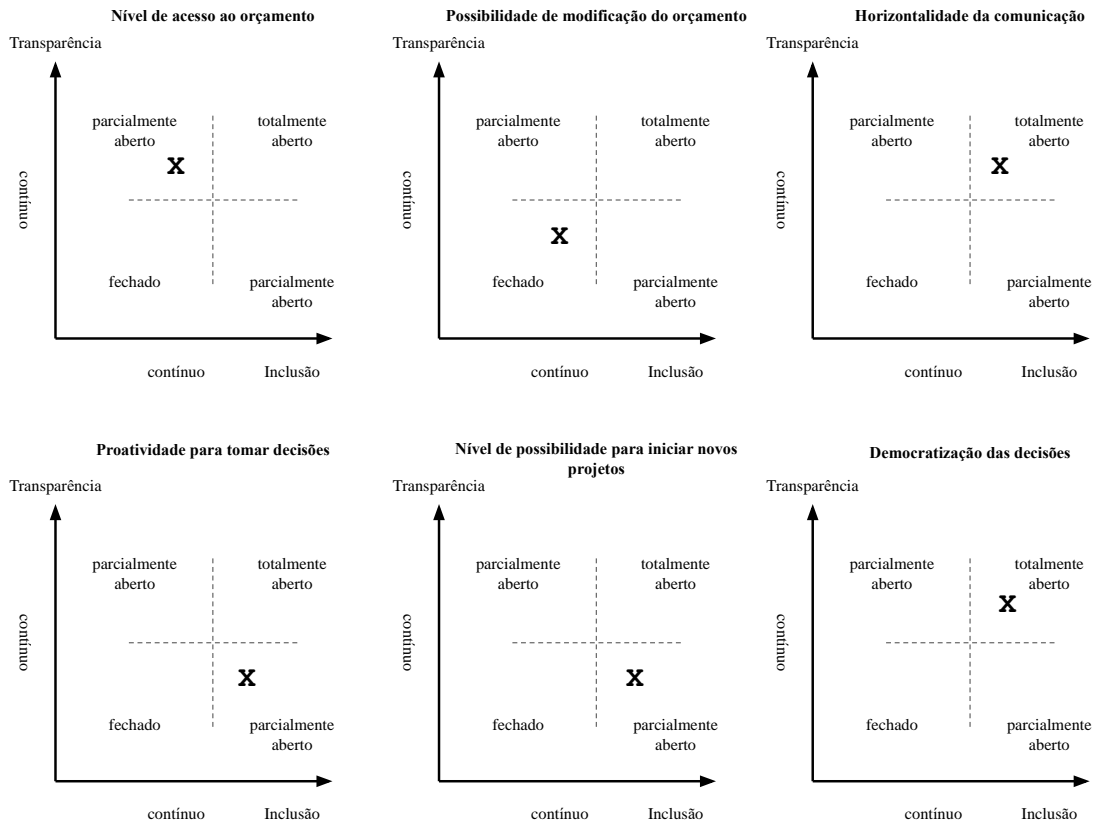 Nível de acesso ao orçamento
Transparência
parcialmente
aberto
totalmente
aberto
X
contínuo
fechado
parcialmente
aberto
contínuo
Inclusão
Possibilidade de modificação do orçamento
Transparência
parcialmente
aberto
totalmente
aberto
contínuo
X
fechado
parcialmente
aberto
contínuo
Inclusão
Horizontalidade da comunicação
Transparência
parcialmente
aberto
totalmente
aberto
X
contínuo
fechado
parcialmente
aberto
contínuo
Inclusão
Proatividade para tomar decisões
Transparência
parcialmente
aberto
totalmente
aberto
contínuo
X
fechado
parcialmente
aberto
contínuo
Inclusão
Nível de possibilidade para iniciar novos
projetos
Transparência
parcialmente
aberto
totalmente
aberto
contínuo
X
fechado
parcialmente
aberto
contínuo
Inclusão
Democratização das decisões
Transparência
parcialmente
aberto
totalmente
aberto
X
contínuo
fechado
parcialmente
aberto
contínuo
Inclusão